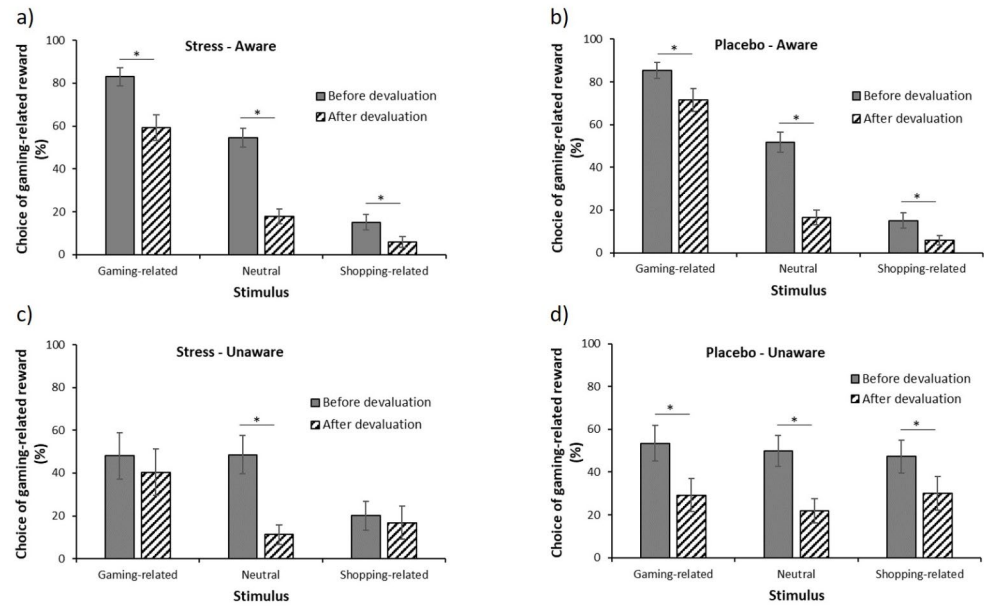 a)
Stress - Aware
Choice of gaming-related reward
(%)
100
80
60
40
20
0
*
*
*
Before devaluation
After devaluation
Gaming-related
Neutral
Shopping-related
Stimulus
b)
Placebo - Aware
Chocie of gaming-related reward
(%)
100
80
60
40
20
0
*
*
*
Before devaluation
After devaluation
Gaming-related
Neutral
Shopping-related
Stimulus
c)
Stress - Unaware
Choice of gaming-related reward
(%)
100
80
60
40
20
0
*
Before devaluation
After devaluation
Gaming-related
Neutral
Shopping-related
Stimulus
d)
Placebo - Unaware
Choice of gaming-related reward
(%)
100
80
60
40
20
0
*
*
*
Before devaluation
After devaluation
Gaming-related
Neutral
Shopping-related
Stimulus